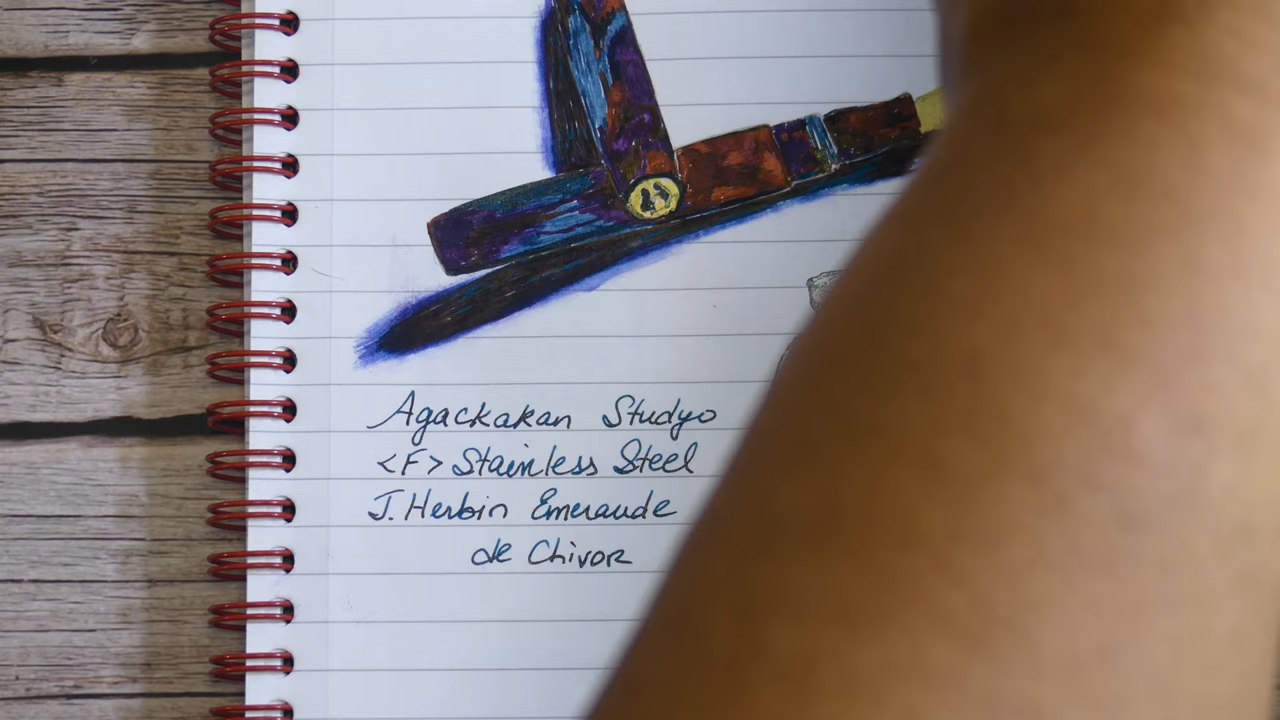 Agackakan Studyo
<F> Stainless Steel
J. Herbin Emeraude
de Chivor